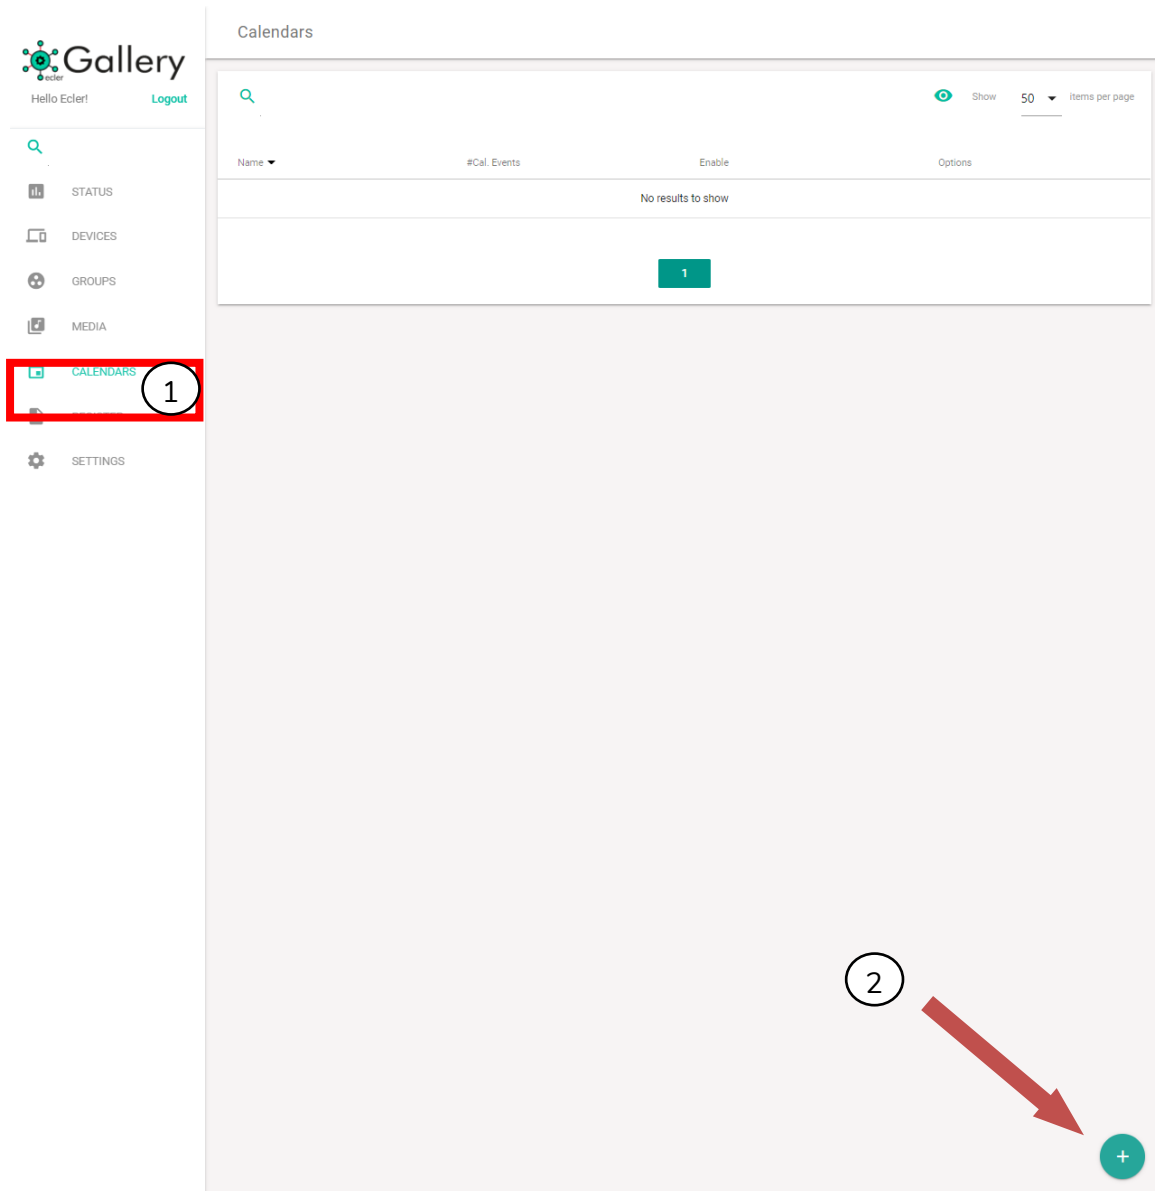 Calendars
Gallery
ecler
Hello Ecler!
Logout
Show 50 items per page
Name
#Cal. Events
Enable
Options
No results to show
1
STATUS
DEVICES
GROUPS
MEDIA
CALENDARS
1
SETTINGS
2
+